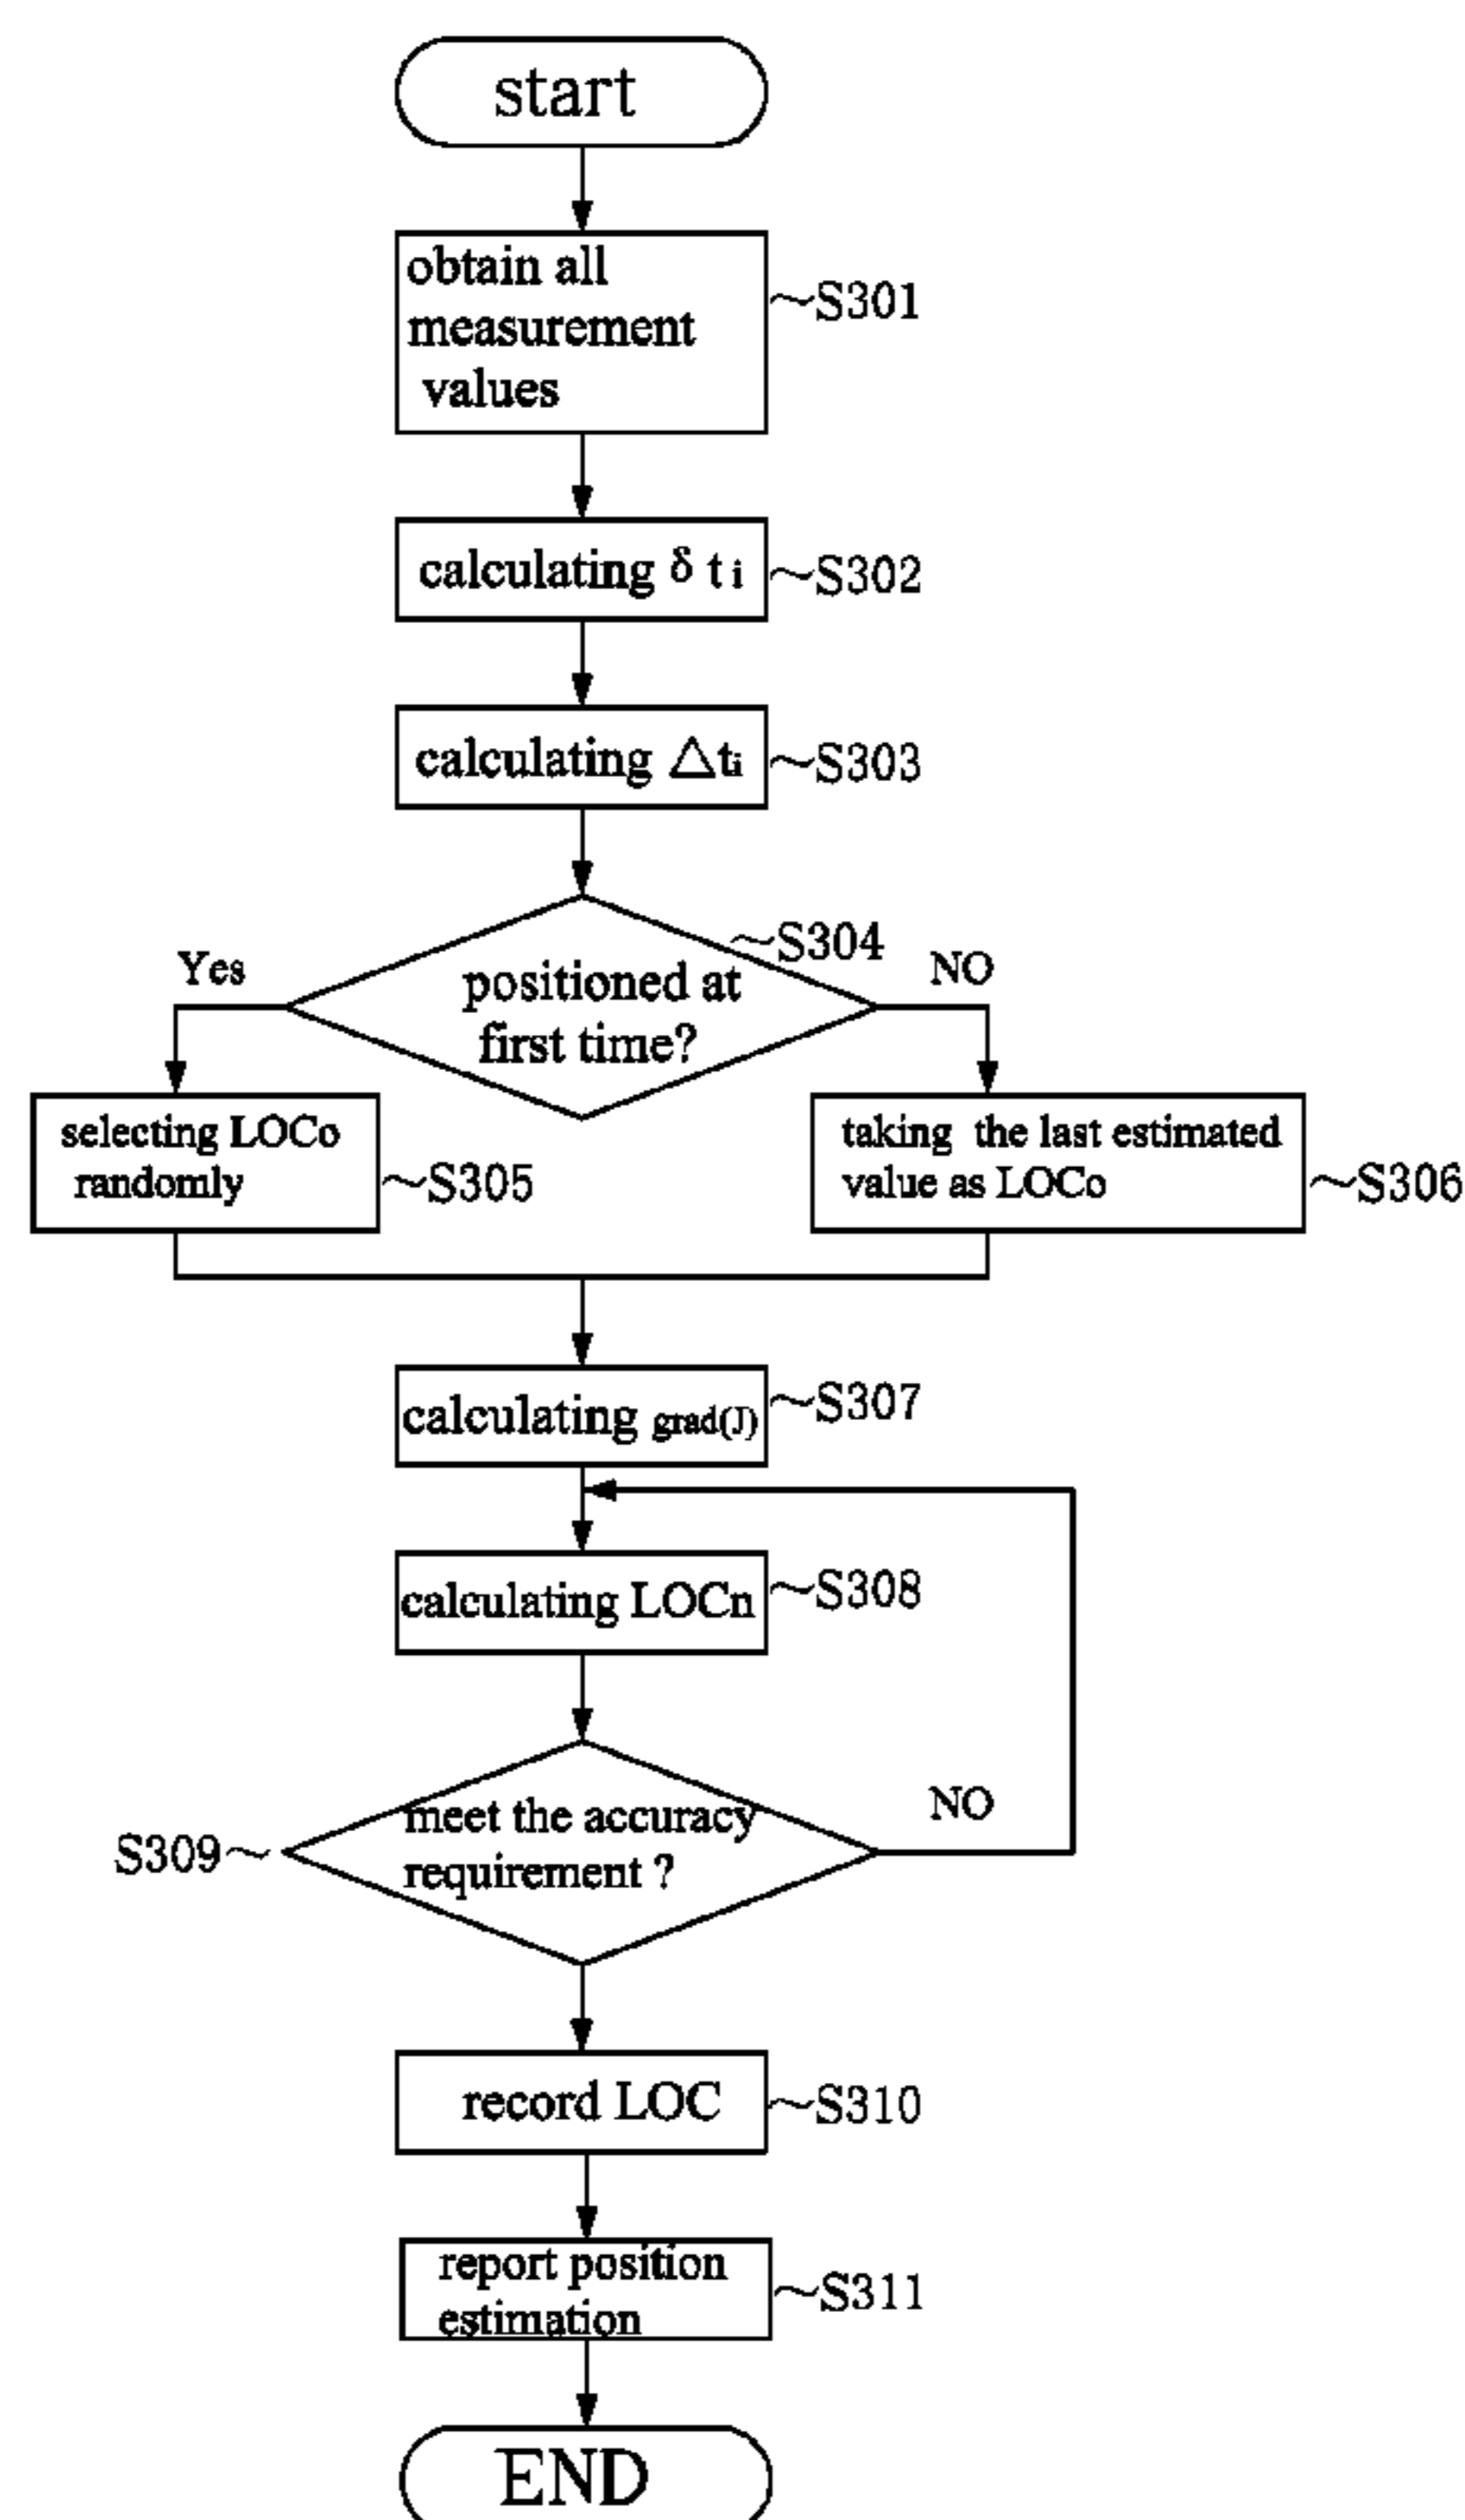 start
obtain all
measurement
values
S301
calculating δ ti
S302
calculating △ti
S303
S304
Yes
positioned at
first time?
NO
selecting LOCo
randomly
S305
taking the last estimated
value as LOCo
S306
calculating grad(J)
S307
calculating LOCn
S308
meet the accuracy
requirement ?
S309
NO
record LOC
S310
report position
estimation
S311
END